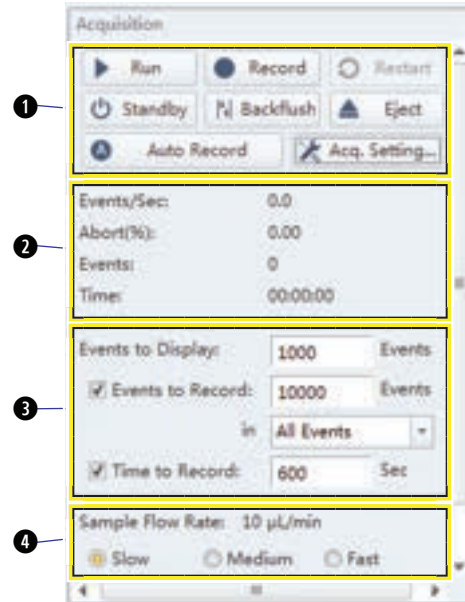 Acquisition
Run Record Restart
Standby Backflush Eject
A Auto Record Acq. Setting...
1
Events/Sec: 0.0
Abort(%): 0.00
Events: 0
Time: 00:00:00
2
Events to Display: 1000 Events
Events to Record: 10000 Events
in All Events
Time to Record: 600 Sec
3
Sample Flow Rate: 10 µL/min
Slow Medium Fast
4